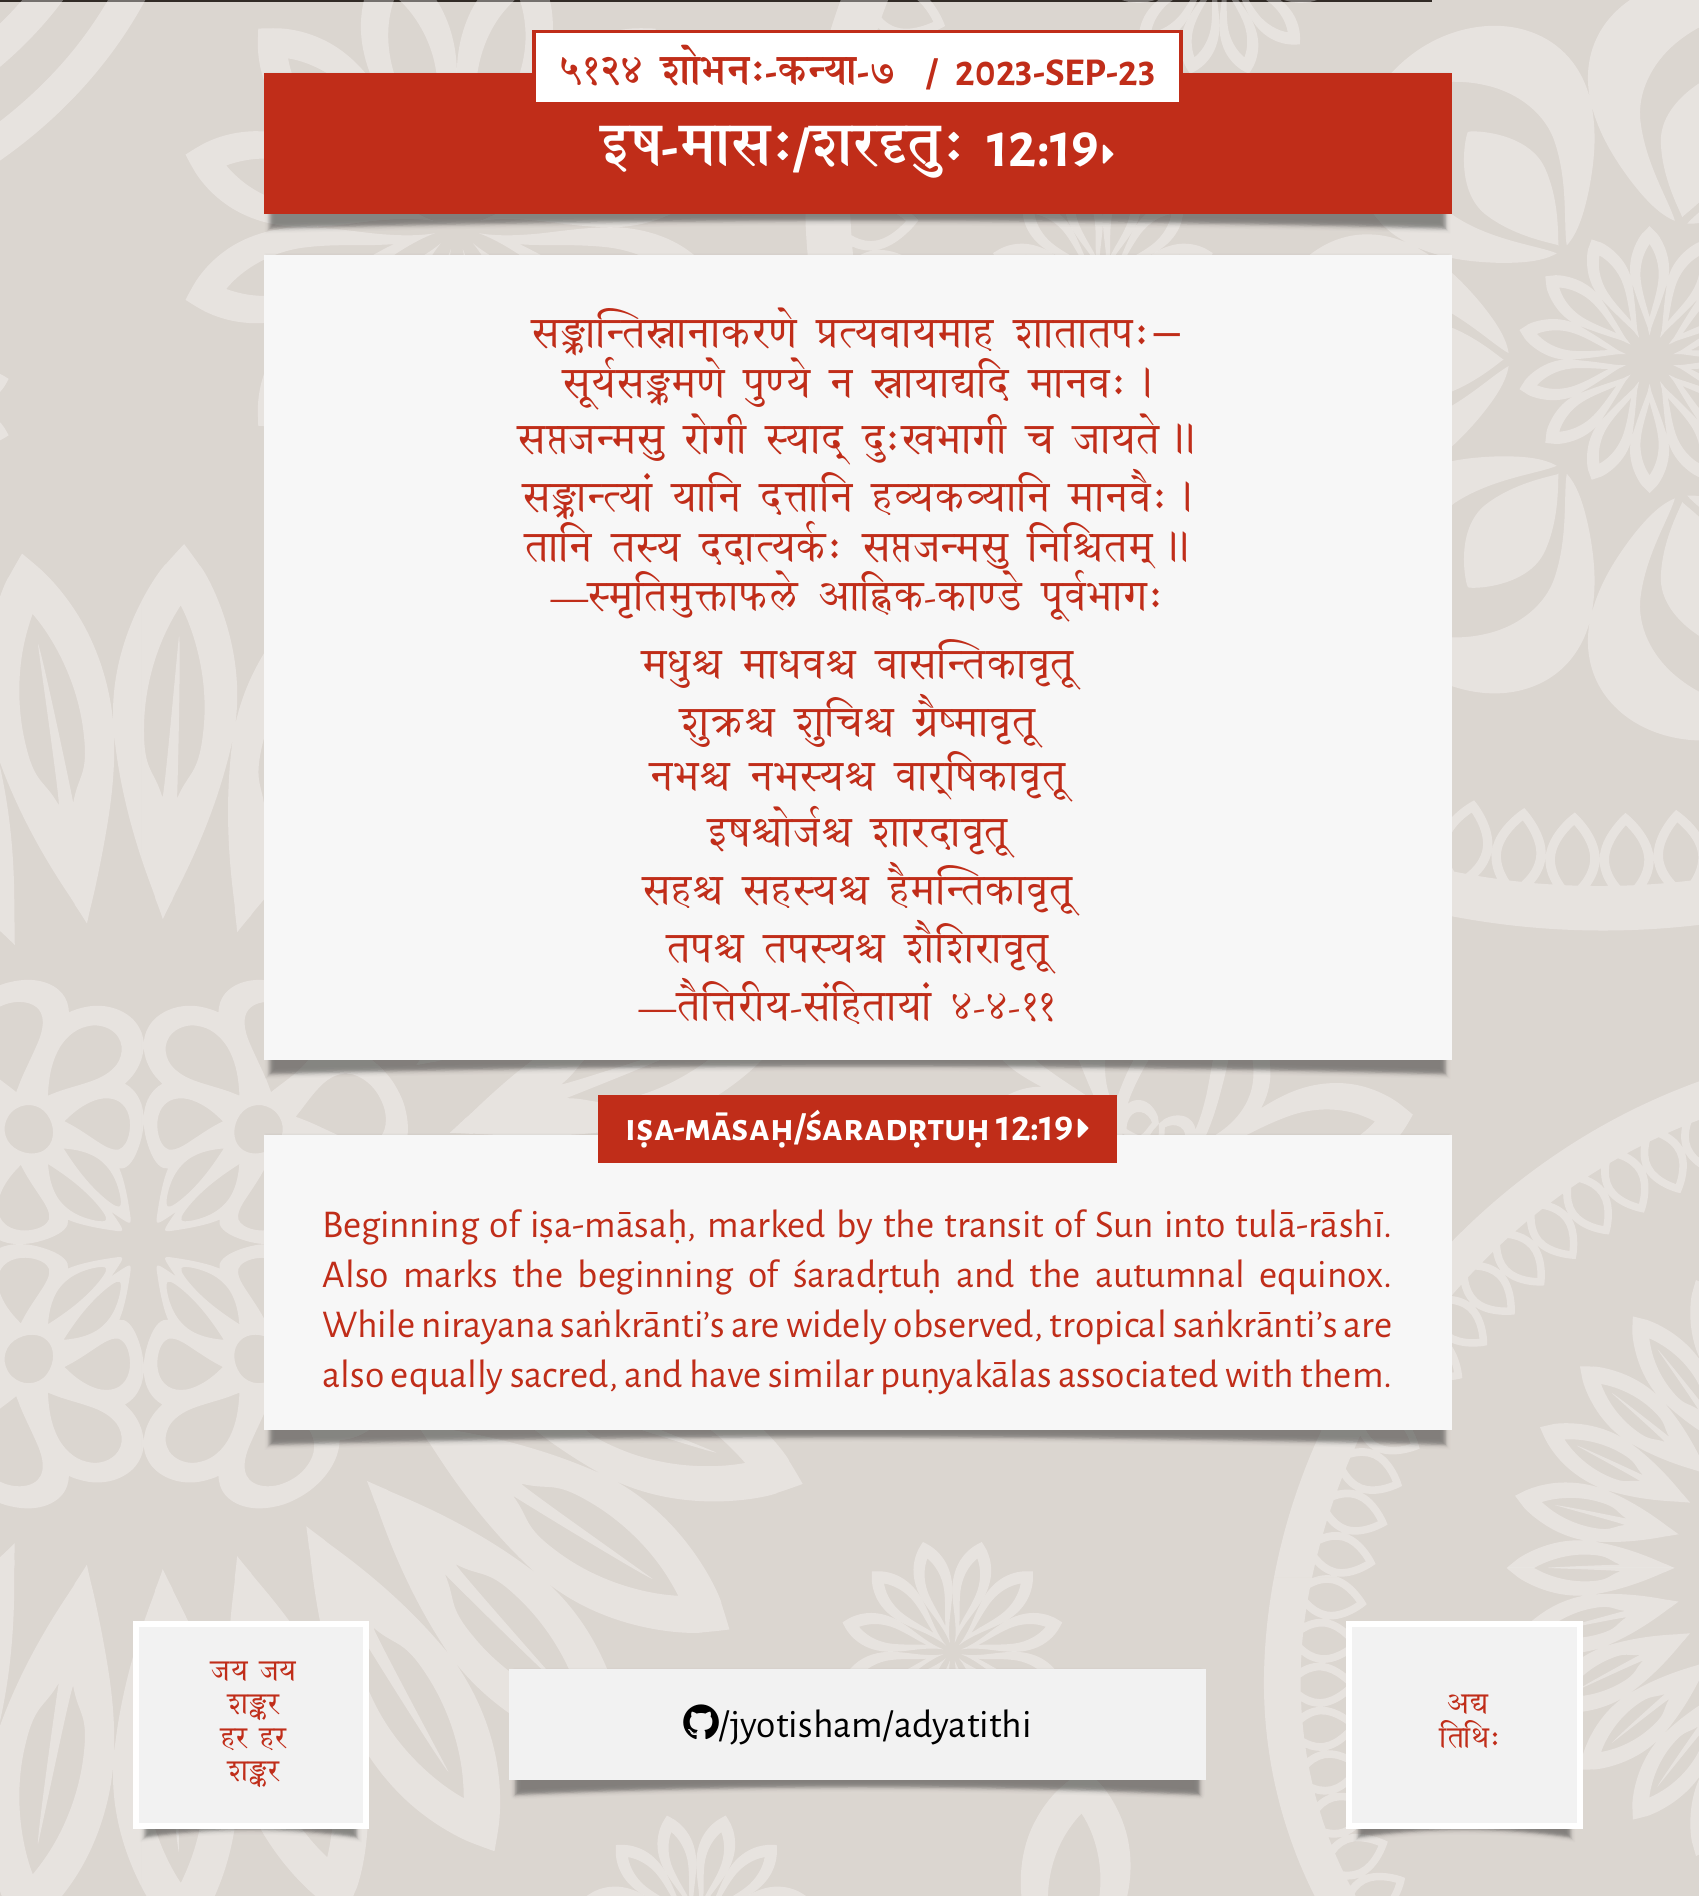 ५१२४ शोभनः-कन्या-७ / 2023-SEP-23
इष-मासः/शरदृतुः 12:19
सङ्क्रान्तिस्नानाकरणे प्रत्यवायमाह शातातपः—
सूर्यसङ्क्रमणे पुण्ये न स्नायाद्यदि मानवः ।
सप्तजन्मसु रोगी स्याद् दुःखभागी च जायते ॥
सङ्क्रान्त्यां यानि दत्तानि हव्यकव्यानि मानवैः ।
तानि तस्य ददात्यर्कः सप्तजन्मसु निश्चितम् ॥
—स्मृतिमुक्ताफले आह्निक-काण्डे पूर्वभागः
मधुश्च माधवश्च वासन्तिकावृतू
शुक्रश्च शुचिश्च ग्रैष्मावृतू
नभश्च नभस्यश्च वार्षिकावृतू
इषश्चोर्जश्च शारदावृतू
सहश्च सहस्यश्च हैमन्तिकावृतू
तपश्च तपस्यश्च शैशिरावृतू
—तैत्तिरीय-संहितायां ४-४-११
IṢA-MĀSAḤ/ŚARADṚTUḤ 12:19
Beginning of iṣa-māsaḥ, marked by the transit of Sun into tulā-rāshī.
Also marks the beginning of śaradṛtuḥ and the autumnal equinox.
While nirayana saṅkrānti’s are widely observed, tropical saṅkrānti’s are
also equally sacred, and have similar puṇyakālas associated with them.
जय जय
शङ्कर
हर हर
शङ्कर
/jyotisham/adyatithi
अद्य
तिथिः